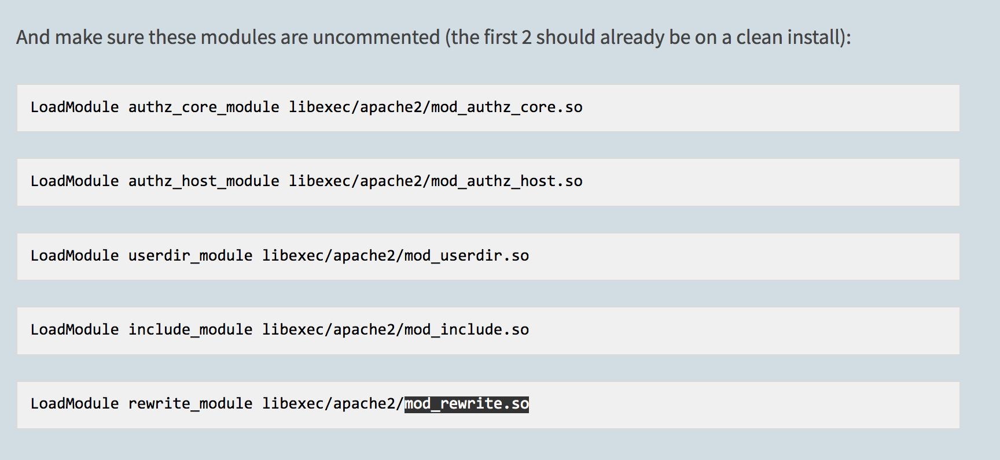 And make sure these modules are uncommented (the first 2 should already be on a clean install):
LoadModule authz_core_module libexec/apache2/mod_authz_core.so
LoadModule authz_host_module libexec/apache2/mod_authz_host.so
LoadModule userdir_module libexec/apache2/mod_userdir.so
LoadModule include_module libexec/apache2/mod_include.so
LoadModule rewrite_module libexec/apache2/mod_rewrite.so